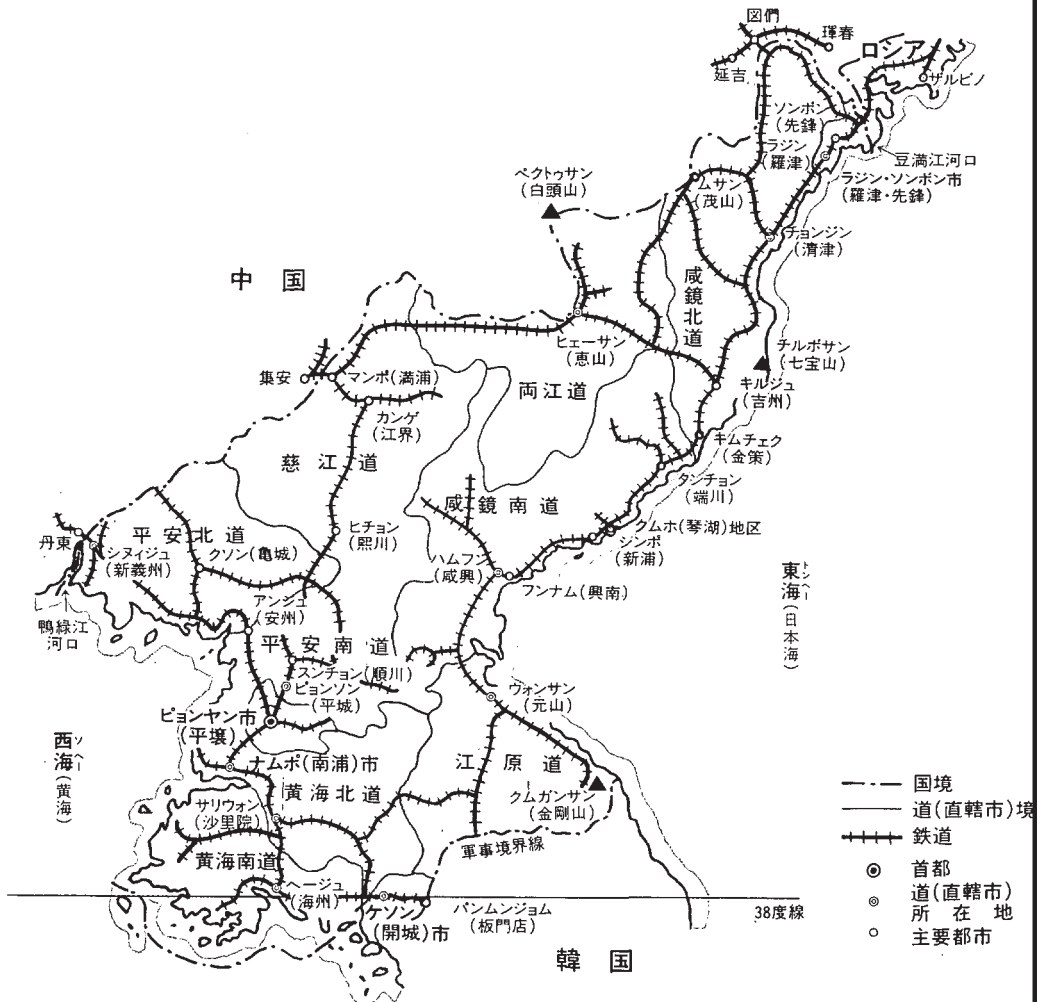 図們
琿春
ロシア
延吉
ザルビノ
ソンボン
(先鋒)
ラジン
(羅津)
豆満江河口
ラジン・ソンボン市
(羅津・先鋒)
ペクトゥサン
(白頭山)
ムサン
(茂山)
チョンジン
(清津)
中国
咸鏡北道
ヒェーサン
(恵山)
チルボサン
(七宝山)
集安
マンポ(満浦)
両江道
キルジュ
(吉州)
カンゲ
(江界)
キムチェク
(金策)
慈江道
タンチョン
(端川)
咸鏡南道
平安北道
ヒチョン
(熙川)
クムホ(琴湖)地区
シンポ
(新浦)
丹東
シヌィジュ
(新義州)
クソン(亀城)
ハムフン
(咸興)
フンナム(興南)
アンジュ
(安州)
鴨緑江
河口
平安南道
東海(日本海)
トンヘー
スンチョン(順川)
ピョンソン
(平城)
ウォンサン
(元山)
ピョンヤン市
(平壌)
西海(黄海)
ソヘー
ナムポ(南浦)市
江原道
黄海北道
クムガンサン
(金剛山)
サリウォン
(沙里院)
軍事境界線
黄海南道
ヘージュ
(海州)
ケソン
(開城)市
パンムンジョム
(板門店)
38度線
韓国
国境
道(直轄市)境
鉄道
首都
道(直轄市)
所在地
主要都市